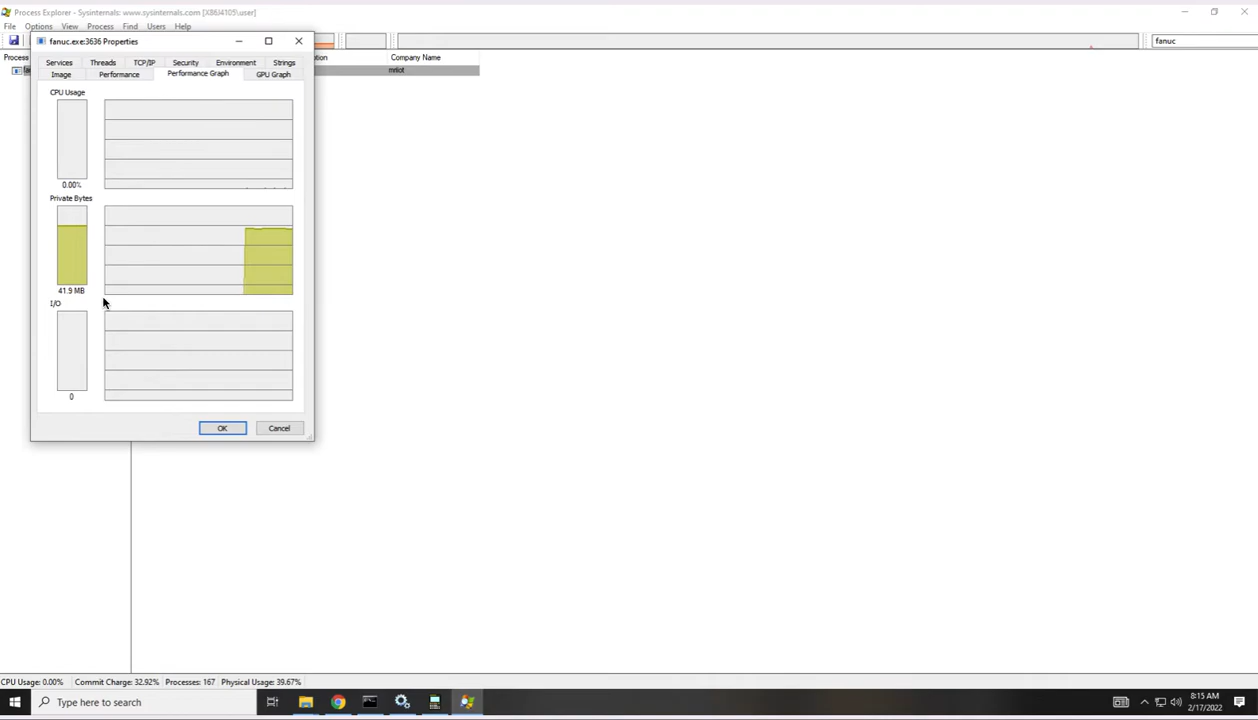 Process Explorer - Sysinternals: www.sysinternals.com [X86J4105\user]
File Options View Process Find Users Help
fanuc
fanuc.exe:3636 Properties
Process
Company Name
mriot
Services Threads TCP/IP Security Environment Strings
Image Performance Performance Graph GPU Graph
CPU Usage
0.00%
Private Bytes
41.9 MB
I/O
0
OK Cancel
CPU Usage: 0.00% Commit Charge: 32.92% Processes: 167 Physical Usage: 39.67%
Type here to search
8:15 AM
2/17/2022